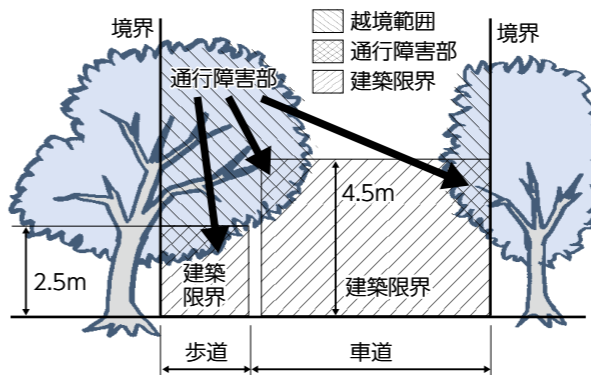 境界
越境範囲
通行障害部
建築限界
境界
通行障害部
4.5m
2.5m
建築
限界
建築限界
歩道
車道